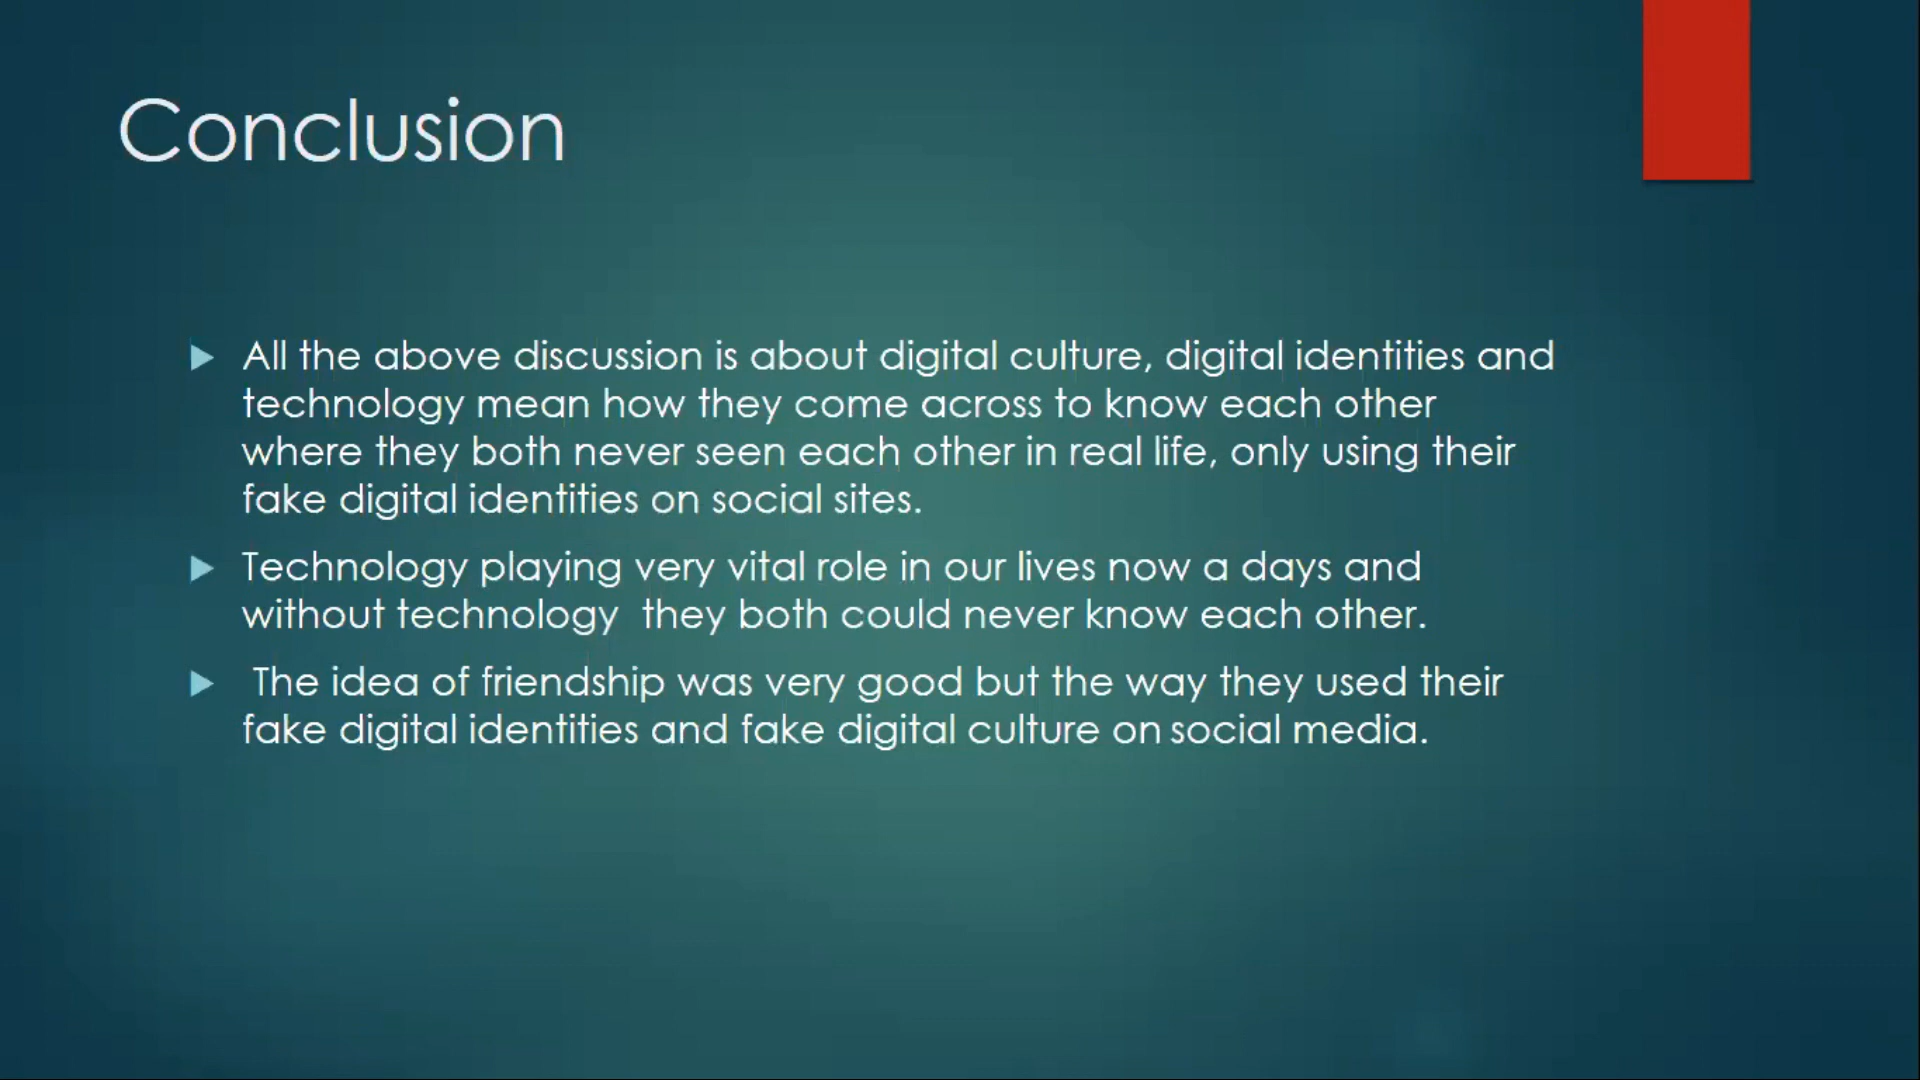 Conclusion
All the above discussion is about digital culture, digital identities and
technology mean how they come across to know each other
where they both never seen each other in real life, only using their
fake digital identities on social sites.
Technology playing very vital role in our lives now a days and
without technology  they both could never know each other.
The idea of friendship was very good but the way they used their
fake digital identities and fake digital culture on social media.